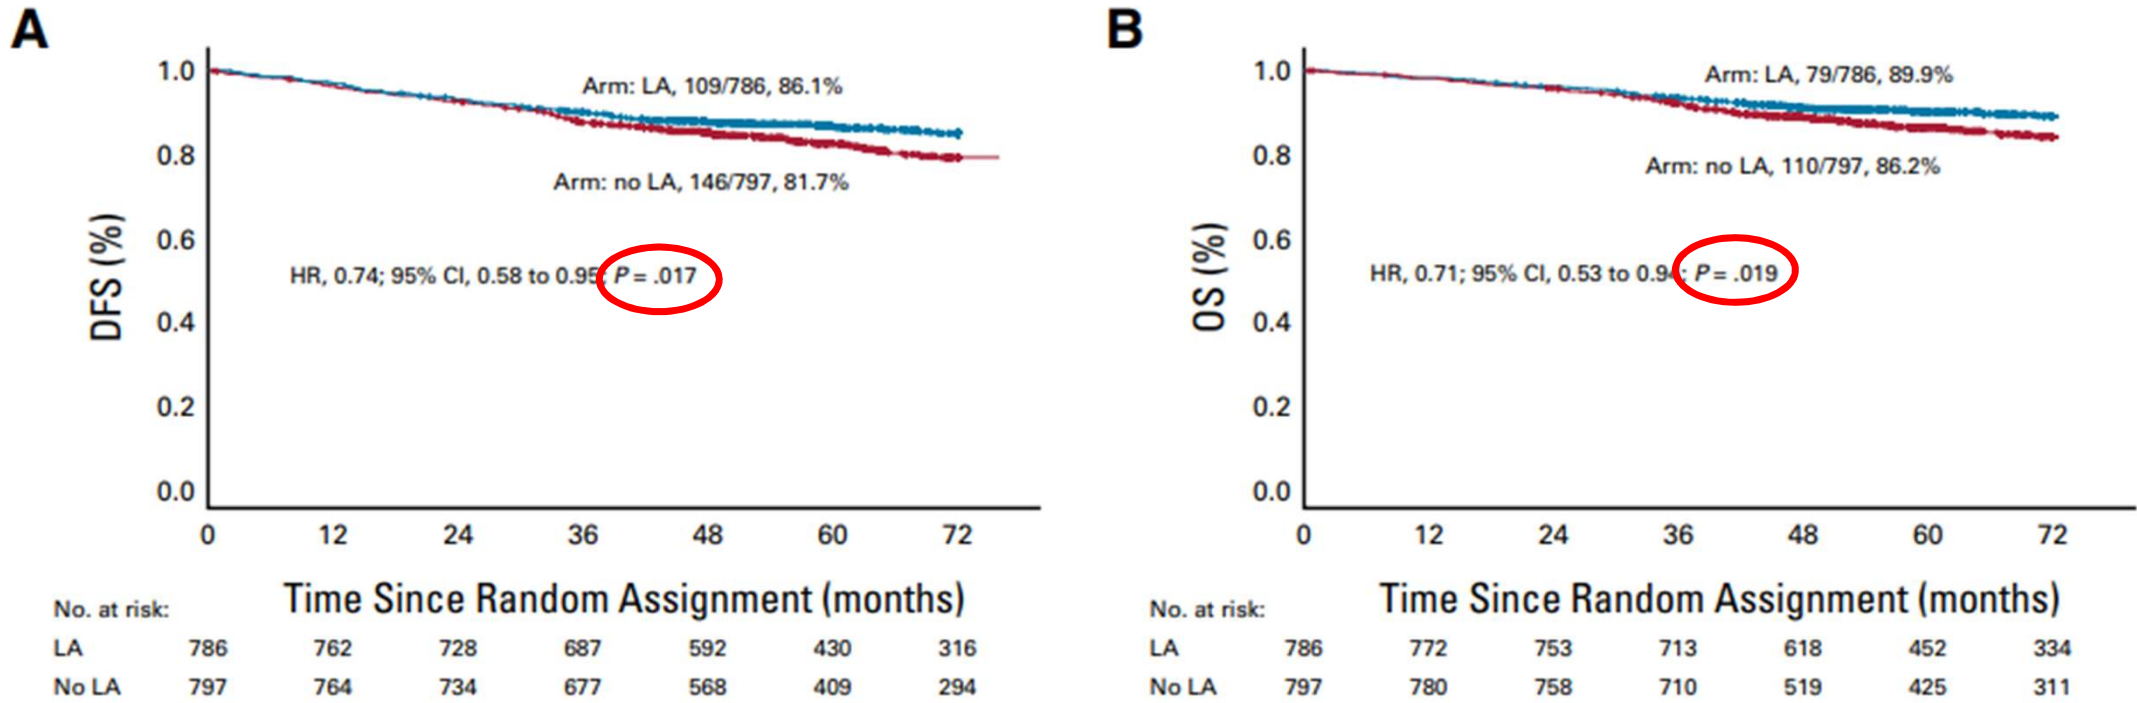 A
DFS (%)
1.0
0.8
0.6
0.4
0.2
0.0
Arm: LA, 109/786, 86.1%
Arm: no LA, 146/797, 81.7%
HR, 0.74; 95% CI, 0.58 to 0.95; P = .017
0 12 24 36 48 60 72
Time Since Random Assignment (months)
No. at risk:
LA 786 762 728 687 592 430 316
No LA 797 764 734 677 568 409 294
B
OS (%)
1.0
0.8
0.6
0.4
0.2
0.0
Arm: LA, 79/786, 89.9%
Arm: no LA, 110/797, 86.2%
HR, 0.71; 95% CI, 0.53 to 0.94; P = .019
0 12 24 36 48 60 72
Time Since Random Assignment (months)
No. at risk:
LA 786 772 753 713 618 452 334
No LA 797 780 758 710 519 425 311